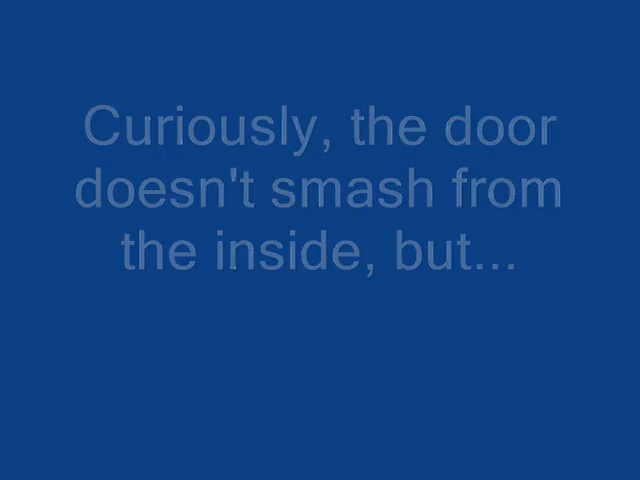 Curiously, the door
doesn't smash from
the inside, but...